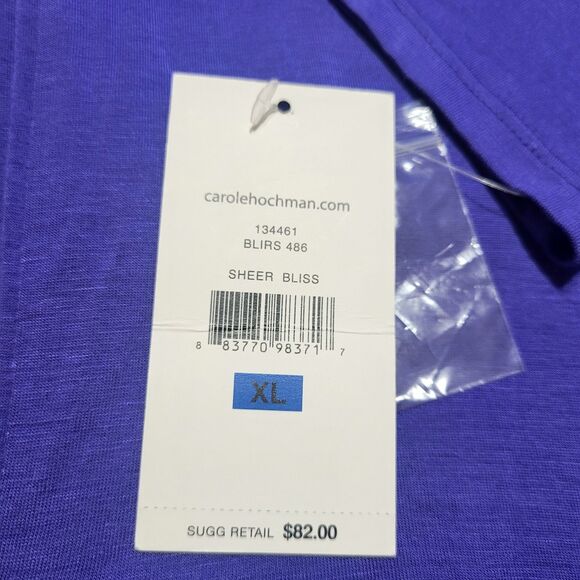 carolehochman.com
134461
BLIRS 486
SHEER BLISS
8 83770 98371 7
XL
SUGG RETAIL $82.00